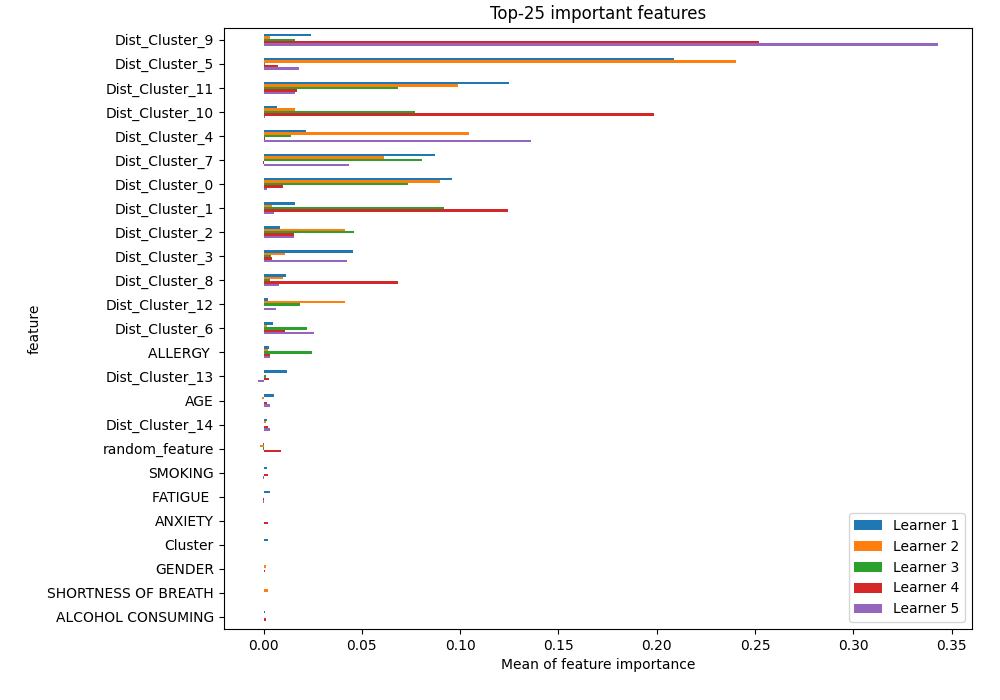 Top-25 important features
Dist_Cluster_9
Dist_Cluster_5
Dist_Cluster_11
Dist_Cluster_10
Dist_Cluster_4
Dist_Cluster_7
Dist_Cluster_0
Dist_Cluster_1
Dist_Cluster_2
Dist_Cluster_3
Dist_Cluster_8
Dist_Cluster_12
Dist_Cluster_6
ALLERGY
Dist_Cluster_13
AGE
Dist_Cluster_14
random_feature
SMOKING
FATIGUE
ANXIETY
Cluster
GENDER
SHORTNESS OF BREATH
ALCOHOL CONSUMING
feature
Learner 1
Learner 2
Learner 3
Learner 4
Learner 5
0.00 0.05 0.10 0.15 0.20 0.25 0.30 0.35
Mean of feature importance